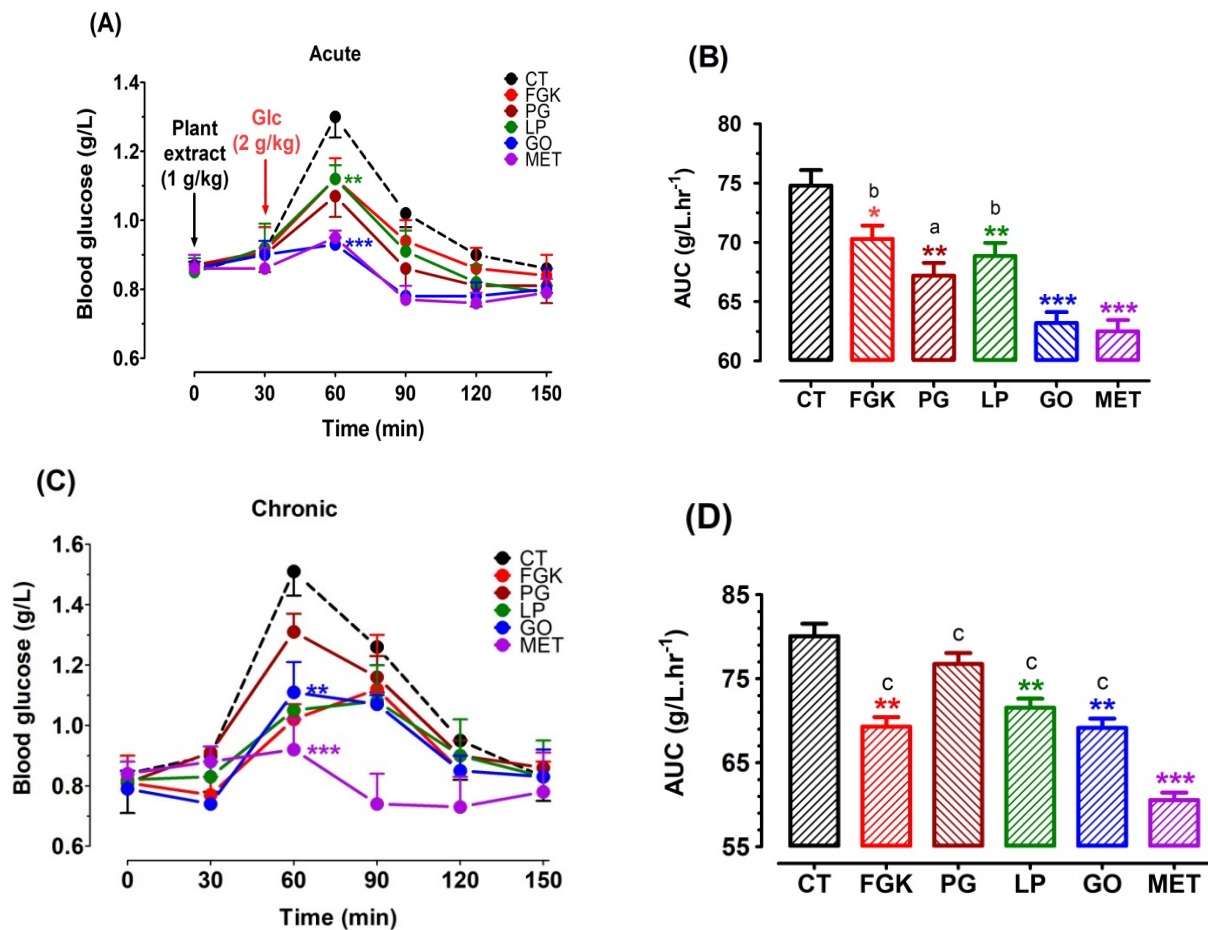 (A)
Acute
Blood glucose (g/L)
1.4
1.2
1.0
0.8
0.6
Plant
extract
(1 g/kg)
Glc
(2 g/kg)
**
***
CT
FGK
PG
LP
GO
MET
0 30 60 90 120 150
Time (min)
(B)
AUC (g/L.hr-1)
80
75
70
65
60
b
*
a
**
b
**
***
***
CT FGK PG LP GO MET
(C)
Chronic
Blood glucose (g/L)
1.6
1.4
1.2
1.0
0.8
0.6
**
***
CT
FGK
PG
LP
GO
MET
0 30 60 90 120 150
Time (min)
(D)
AUC (g/L.hr-1)
85
75
65
55
c
**
c
c
**
c
**
***
CT FGK PG LP GO MET